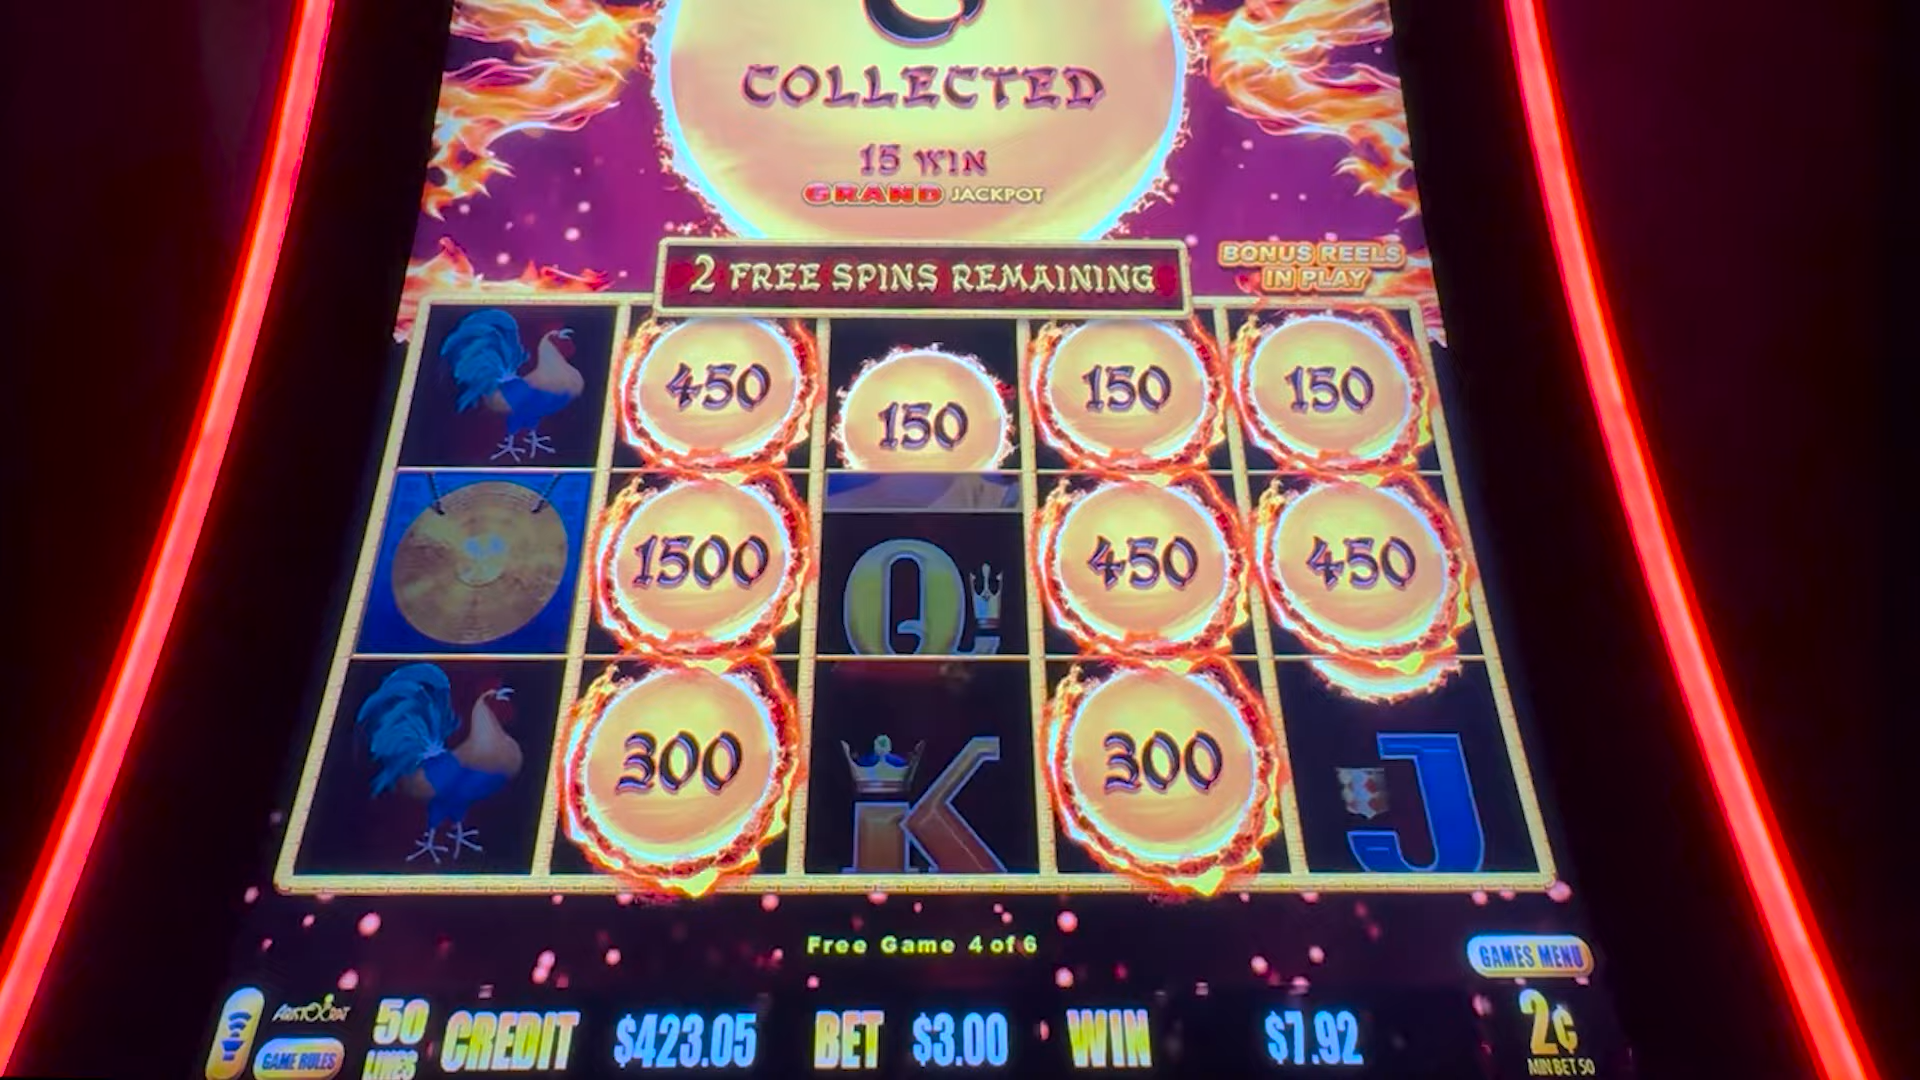 COLLECTED
15 WIN
GRAND JACKPOT
2 FREE SPINS REMAINING
BONUS REELS
IN PLAY
450
150
150
150
1500
Q
450
450
300
K
300
J
Free Game 4 of 6
GAMES MENU
ARISTOCRAT
GAME RULES
50
LINES
CREDIT $423.05
BET $3.00
WIN $7.92
2¢
MIN BET 50